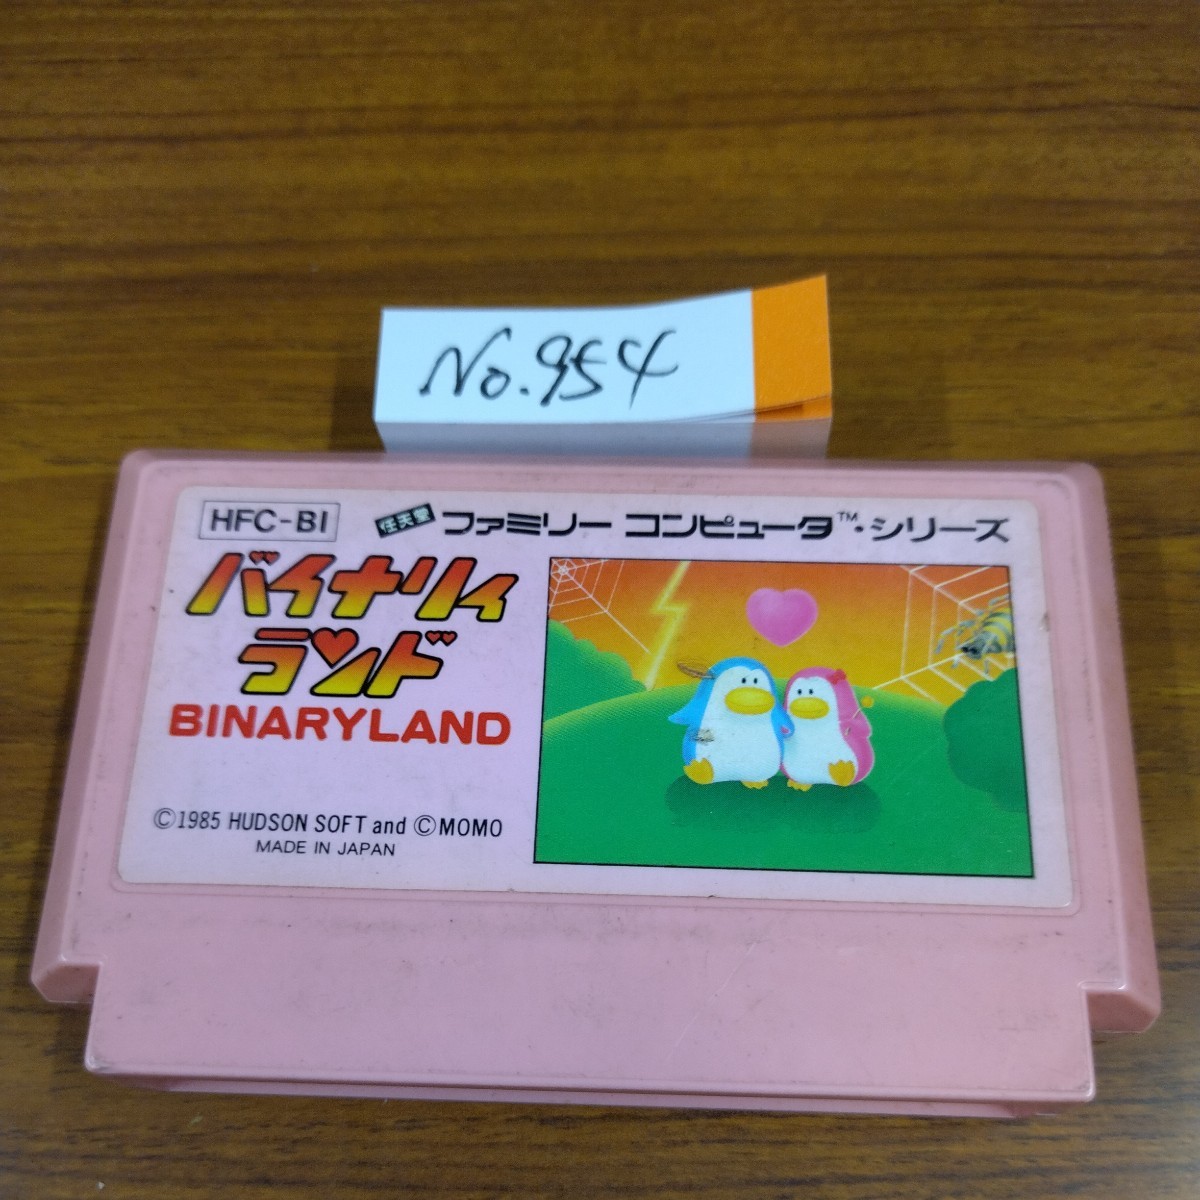 No.954
HFC-BI
任天堂 ファミリー コンピュータ™・シリーズ
バイナリィ
ランド
BINARYLAND
©1985 HUDSON SOFT and ©MOMO
MADE IN JAPAN